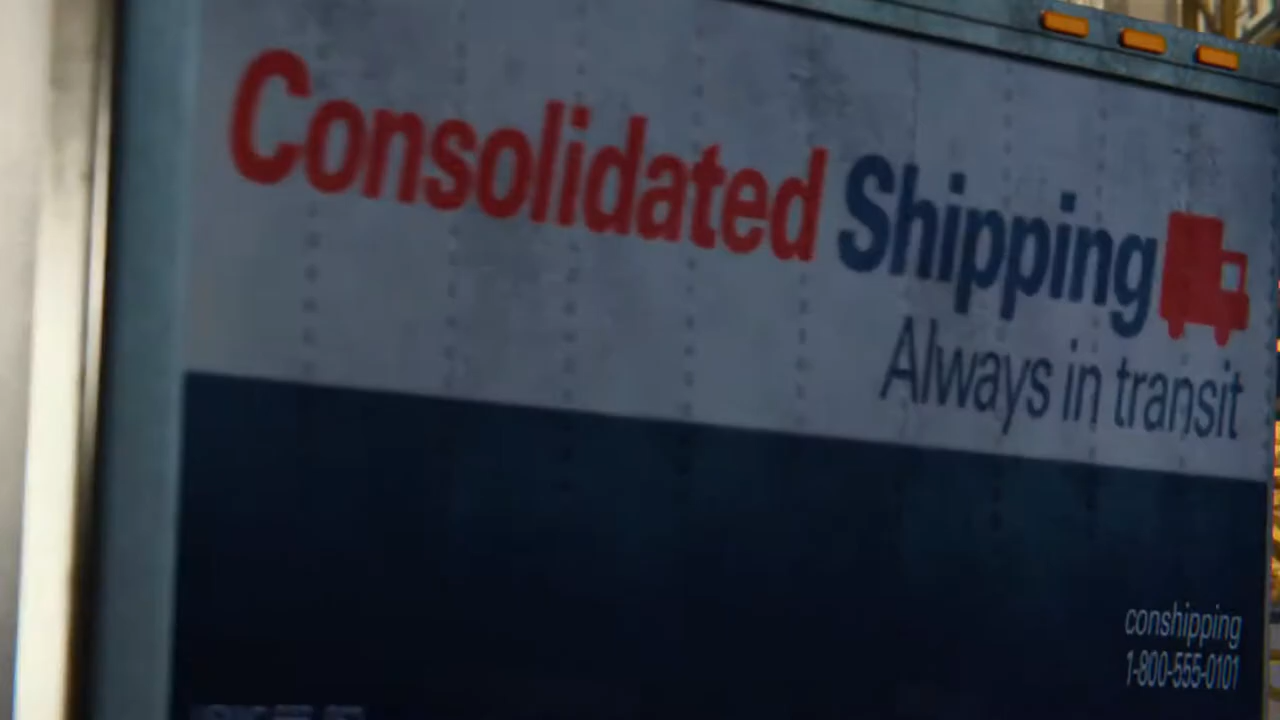 Consolidated Shipping
Always in transit
conshipping
1-800-555-0101